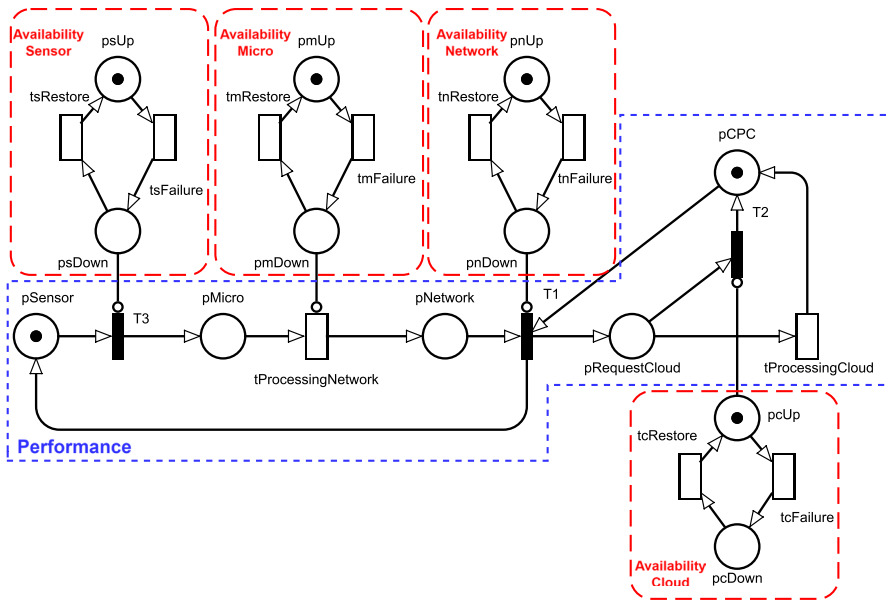 Availability
Sensor
psUp
tsRestore
tsFailure
psDown
Availability
Micro
pmUp
tmRestore
tmFailure
pmDown
Availability
Network
pnUp
tnRestore
tnFailure
pnDown
pCPC
T2
T1
pSensor
T3
pMicro
tProcessingNetwork
pNetwork
pRequestCloud
tProcessingCloud
Performance
pcUp
tcRestore
tcFailure
Availability
Cloud
pcDown